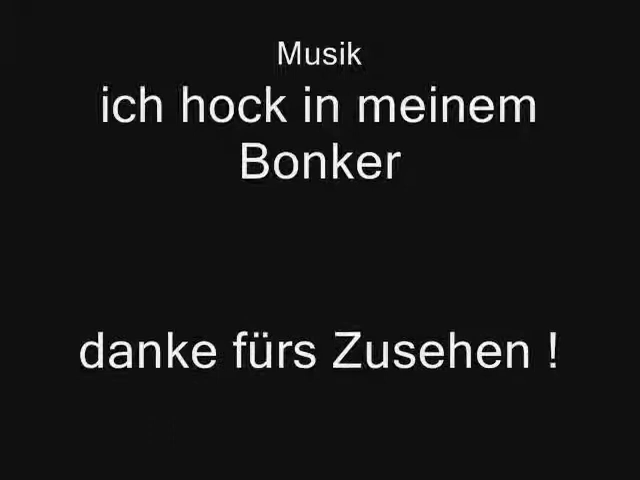 Musik
ich hock in meinem
Bonker
danke fürs Zusehen !